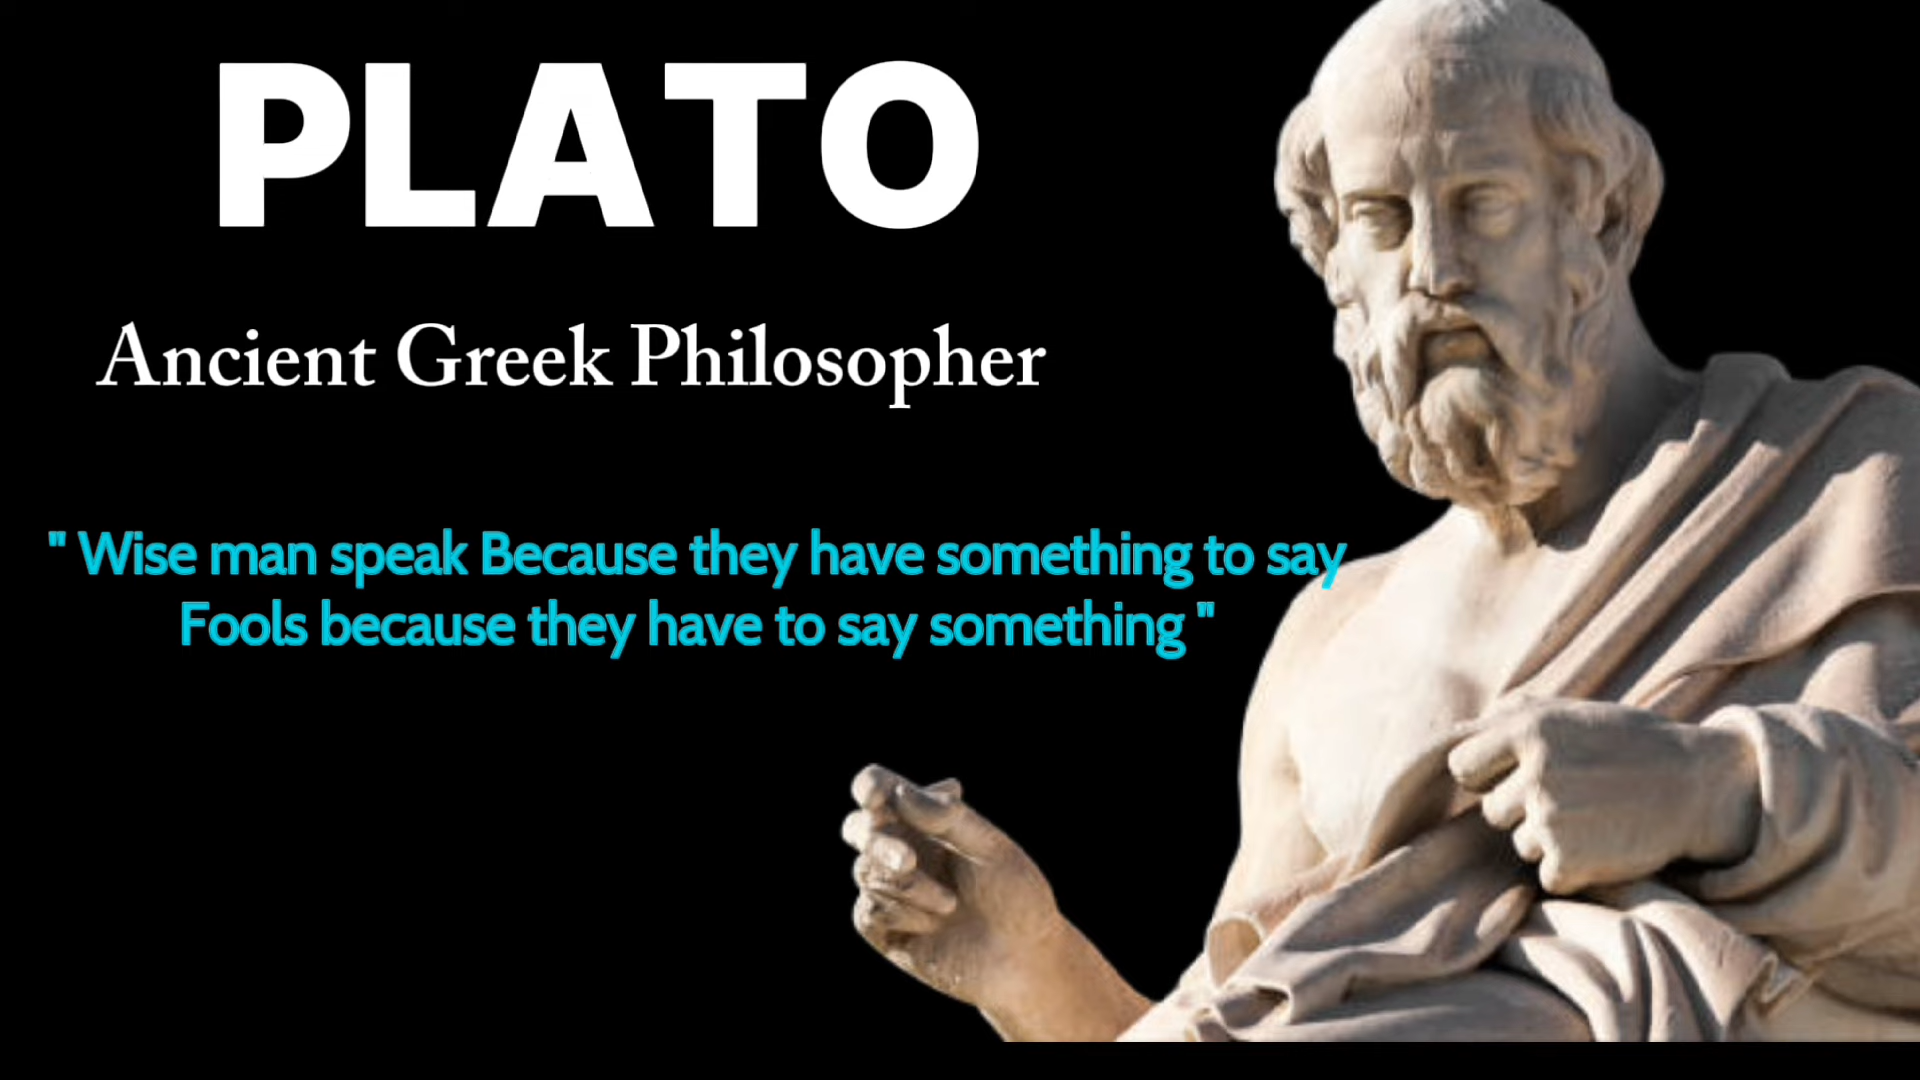 PLATO
Ancient Greek Philosopher
" Wise man speak Because they have something to say
Fools because they have to say something "